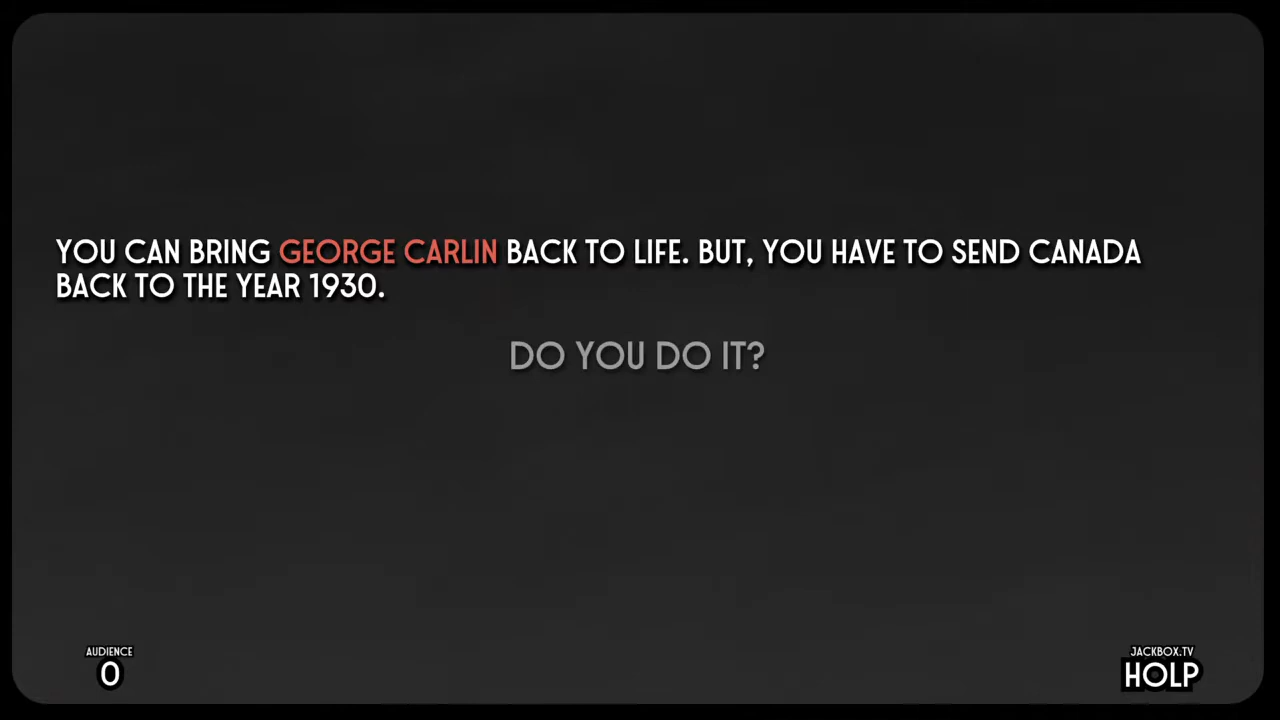 YOU CAN BRING GEORGE CARLIN BACK TO LIFE. BUT, YOU HAVE TO SEND CANADA
BACK TO THE YEAR 1930.
DO YOU DO IT?
AUDIENCE
0
JACKBOX.TV
HOLP